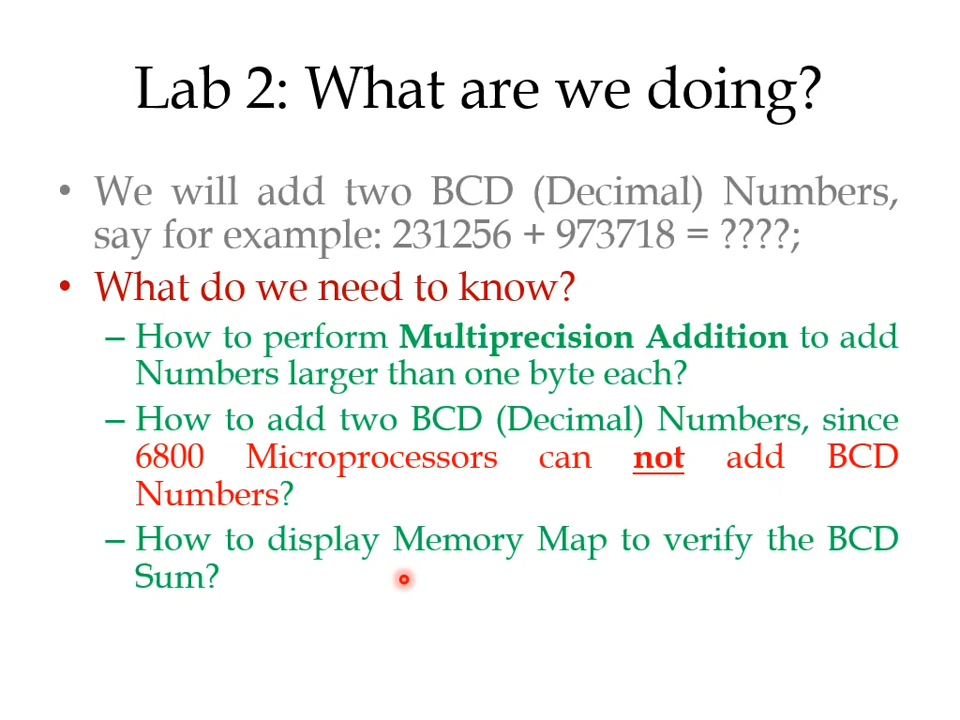 Lab 2: What are we doing?
• We will add two BCD (Decimal) Numbers,
say for example: 231256 + 973718 = ????;
• What do we need to know?
– How to perform Multiprecision Addition to add
Numbers larger than one byte each?
– How to add two BCD (Decimal) Numbers, since
6800 Microprocessors can not add BCD
Numbers?
– How to display Memory Map to verify the BCD
Sum?